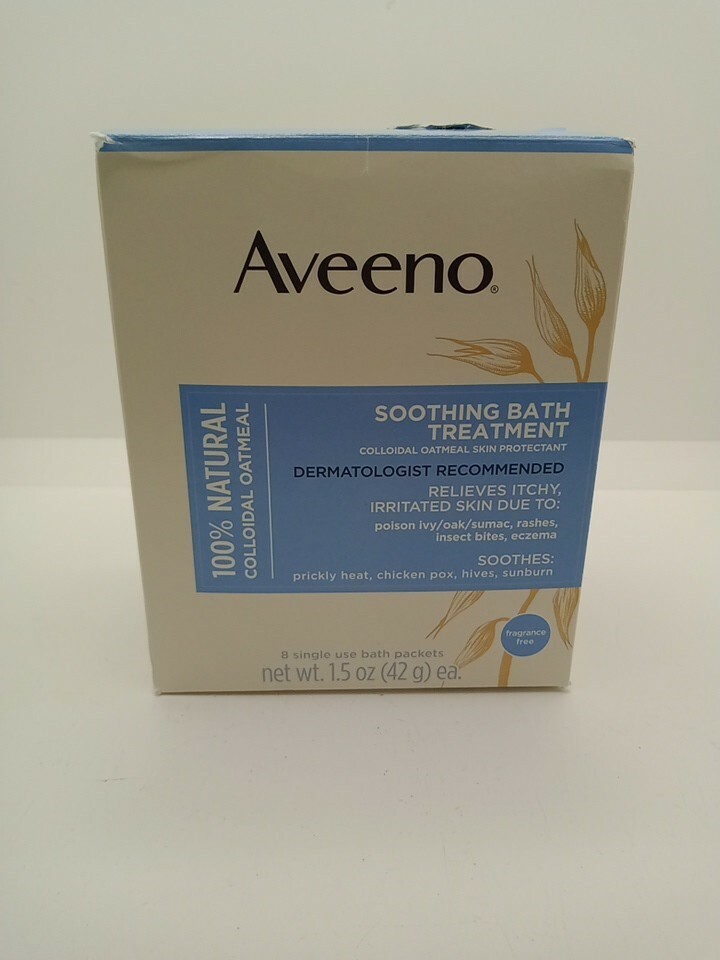 Aveeno®
100% NATURAL
COLLOIDAL OATMEAL
SOOTHING BATH
TREATMENT
COLLOIDAL OATMEAL SKIN PROTECTANT
DERMATOLOGIST RECOMMENDED
RELIEVES ITCHY,
IRRITATED SKIN DUE TO:
poison ivy/oak/sumac, rashes,
insect bites, eczema
SOOTHES:
prickly heat, chicken pox, hives, sunburn
fragrance
free
8 single use bath packets
net wt. 1.5 oz (42 g) ea.